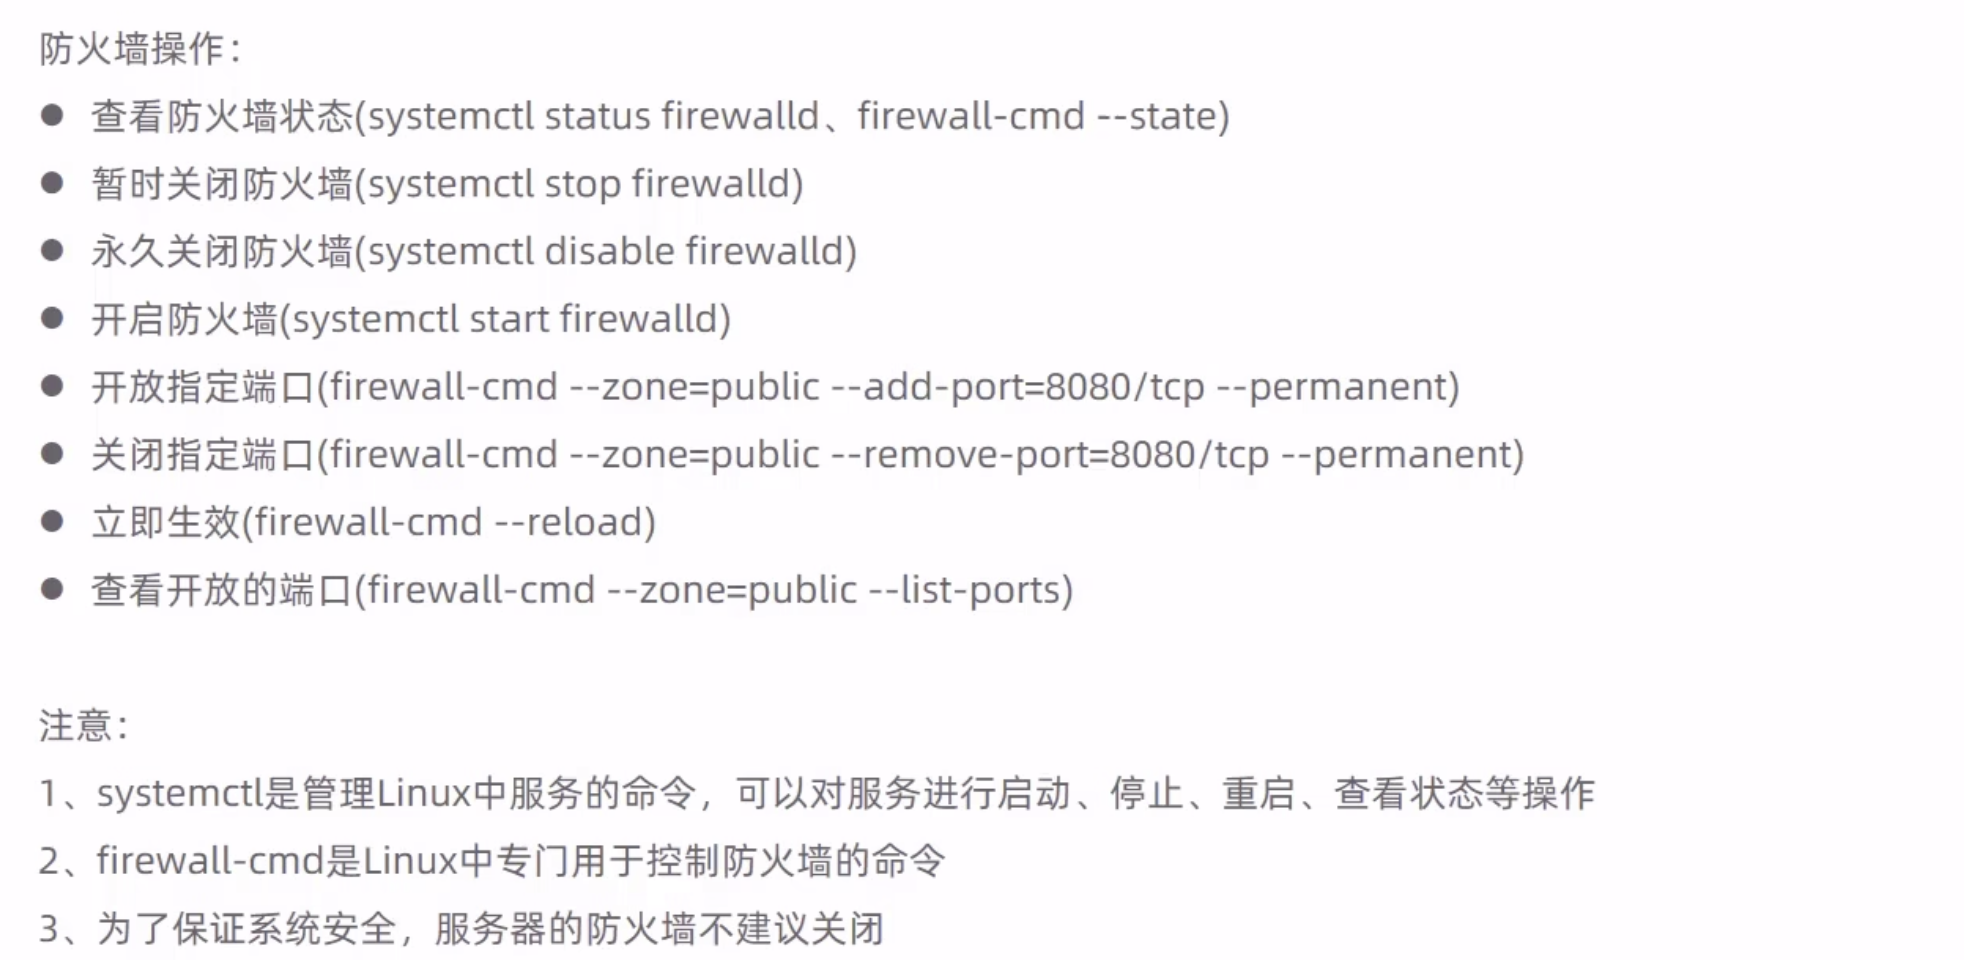 防火墙操作：
● 查看防火墙状态(systemctl status firewalld、firewall-cmd --state)
● 暂时关闭防火墙(systemctl stop firewalld)
● 永久关闭防火墙(systemctl disable firewalld)
● 开启防火墙(systemctl start firewalld)
● 开放指定端口(firewall-cmd --zone=public --add-port=8080/tcp --permanent)
● 关闭指定端口(firewall-cmd --zone=public --remove-port=8080/tcp --permanent)
● 立即生效(firewall-cmd --reload)
● 查看开放的端口(firewall-cmd --zone=public --list-ports)
注意：
1、systemctl是管理Linux中服务的命令，可以对服务进行启动、停止、重启、查看状态等操作
2、firewall-cmd是Linux中专门用于控制防火墙的命令
3、为了保证系统安全，服务器的防火墙不建议关闭